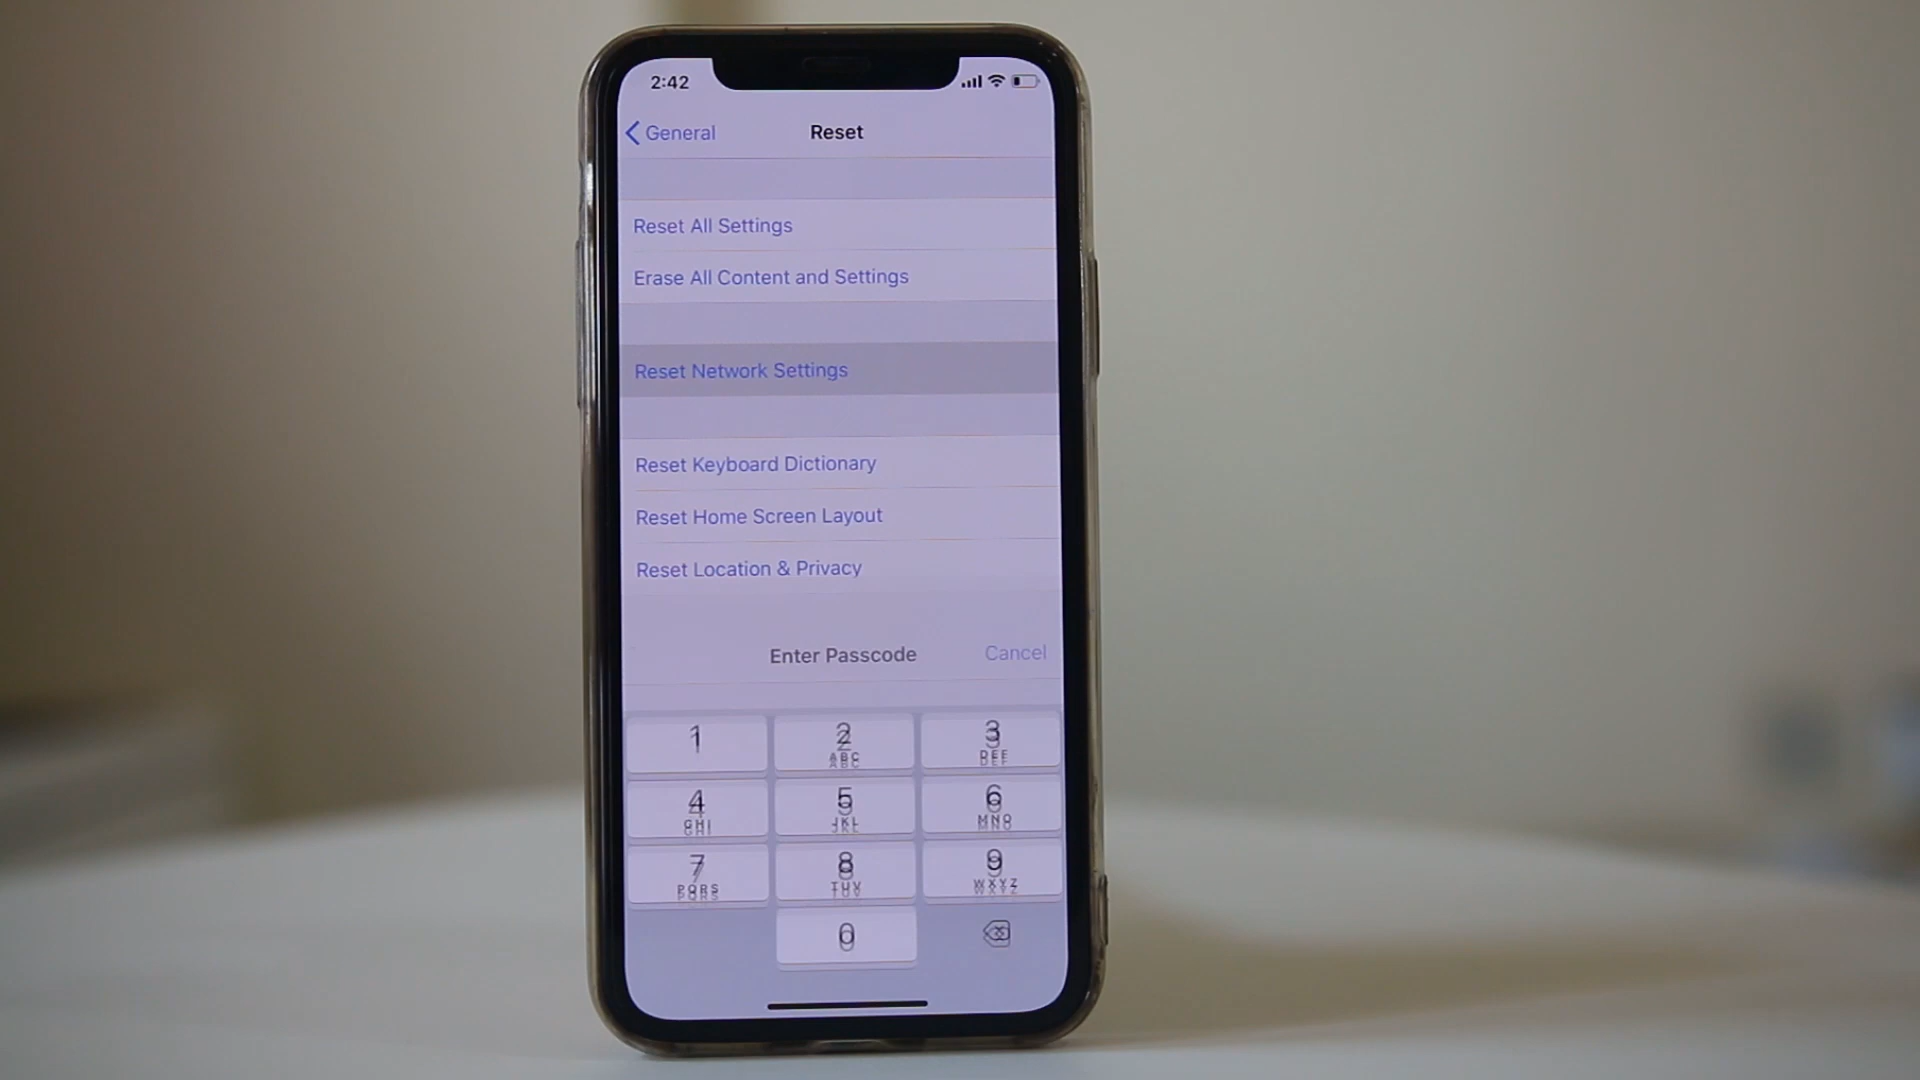 2:42
General
Reset
Reset All Settings
Erase All Content and Settings
Reset Network Settings
Reset Keyboard Dictionary
Reset Home Screen Layout
Reset Location & Privacy
Enter Passcode
Cancel
1
2
3
ABC
DEF
4
5
6
GHI
JKL
MNO
7
8
9
PQRS
TUV
WXYZ
0